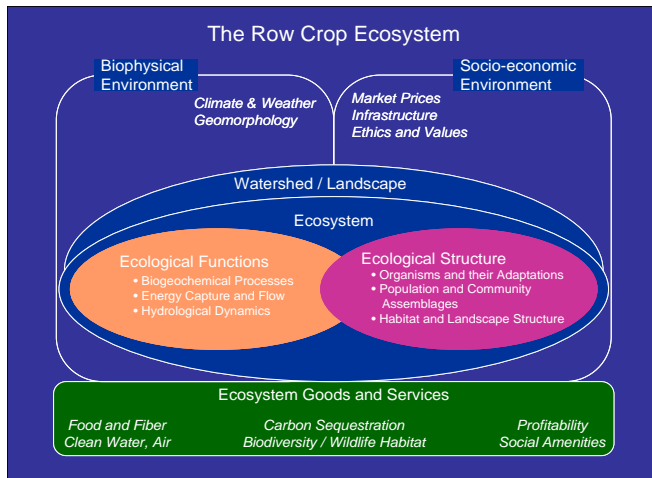 The Row Crop Ecosystem
Biophysical
Environment
Socio-economic
Environment
Climate & Weather
Geomorphology
Market Prices
Infrastructure
Ethics and Values
Watershed / Landscape
Ecosystem
Ecological Functions
• Biogeochemical Processes
• Energy Capture and Flow
• Hydrological Dynamics
Ecological Structure
• Organisms and their Adaptations
• Population and Community
Assemblages
• Habitat and Landscape Structure
Ecosystem Goods and Services
Food and Fiber
Clean Water, Air
Carbon Sequestration
Biodiversity / Wildlife Habitat
Profitability
Social Amenities